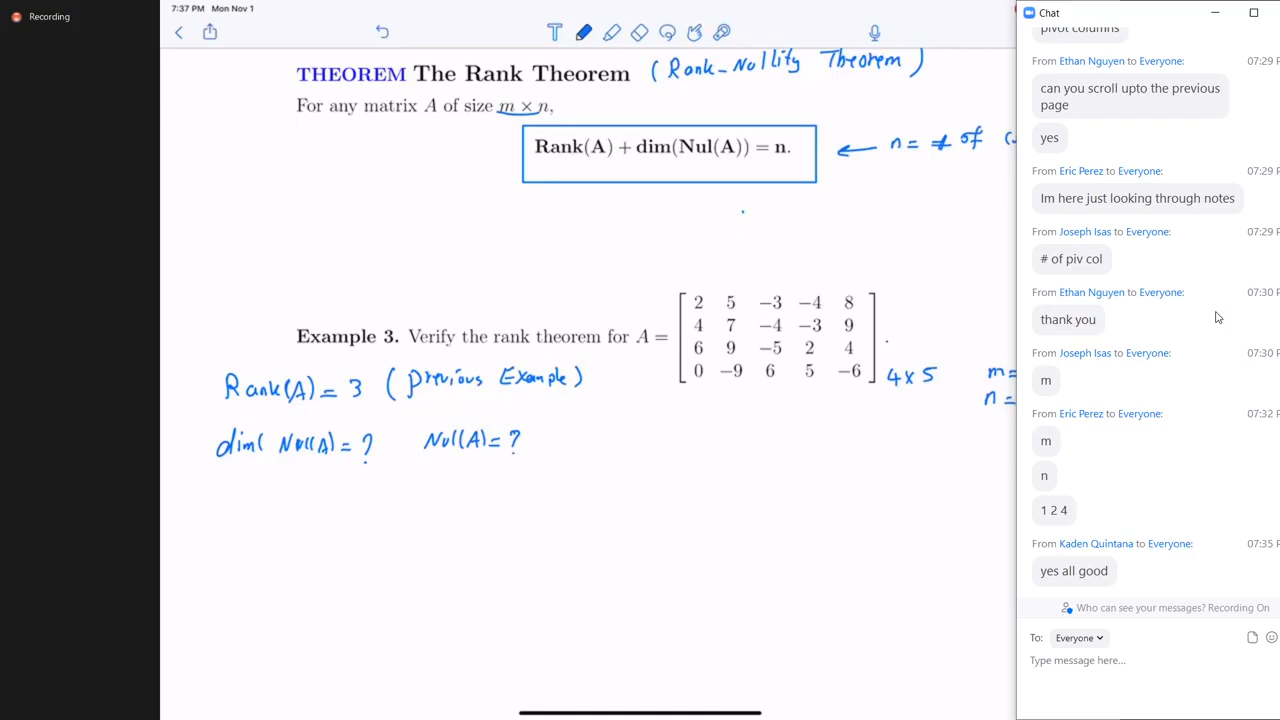 Recording
7:37 PM Mon Nov 1
THEOREM The Rank Theorem (Rank-Nullity Theorem)
For any matrix A of size m × n,
Rank(A) + dim(Nul(A)) = n.
← n = # of
Example 3. Verify the rank theorem for A =
2 5 −3 −4 8
4 7 −4 −3 9
6 9 −5 2 4
0 −9 6 5 −6
.
4 x 5
m =
n =
Rank(A) = 3 (Previous Example)
dim( Nul(A) = ? Nul(A) = ?
Chat
pivot columns
From Ethan Nguyen to Everyone: 07:29 P
can you scroll upto the previous
page
yes
From Eric Perez to Everyone: 07:29 P
Im here just looking through notes
From Joseph Isas to Everyone: 07:29 P
# of piv col
From Ethan Nguyen to Everyone: 07:30 P
thank you
From Joseph Isas to Everyone: 07:30 P
m
From Eric Perez to Everyone: 07:32 P
m
n
1 2 4
From Kaden Quintana to Everyone: 07:35 P
yes all good
Who can see your messages? Recording On
To: Everyone
Type message here...